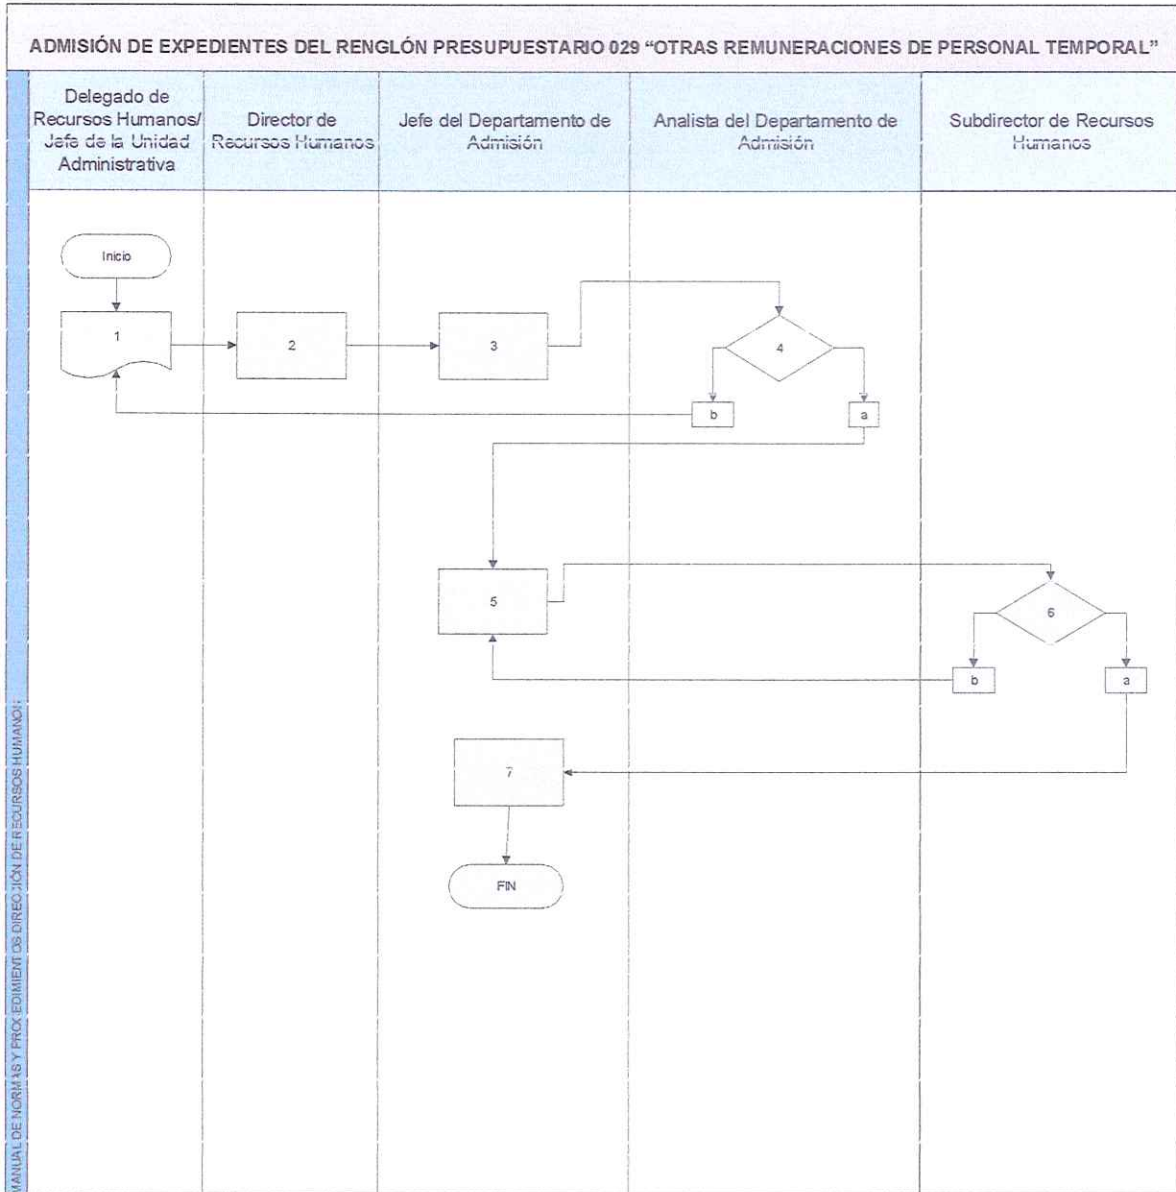 ADMISIÓN DE EXPEDIENTES DEL RENGLÓN PRESUPUESTARIO 029 “OTRAS REMUNERACIONES DE PERSONAL TEMPORAL”
Delegado de
Recursos Humanos/
Jefe de la Unidad
Administrativa
Director de
Recursos Humanos
Jefe del Departamento de
Admisión
Analista del Departamento de
Admisión
Subdirector de Recursos
Humanos
Inicio
1
2
3
4
b
a
5
6
b
a
7
FIN
MANUAL DE NORMAS Y PROCEDIMIENTOS DIRECCIÓN DE RECURSOS HUMANOS